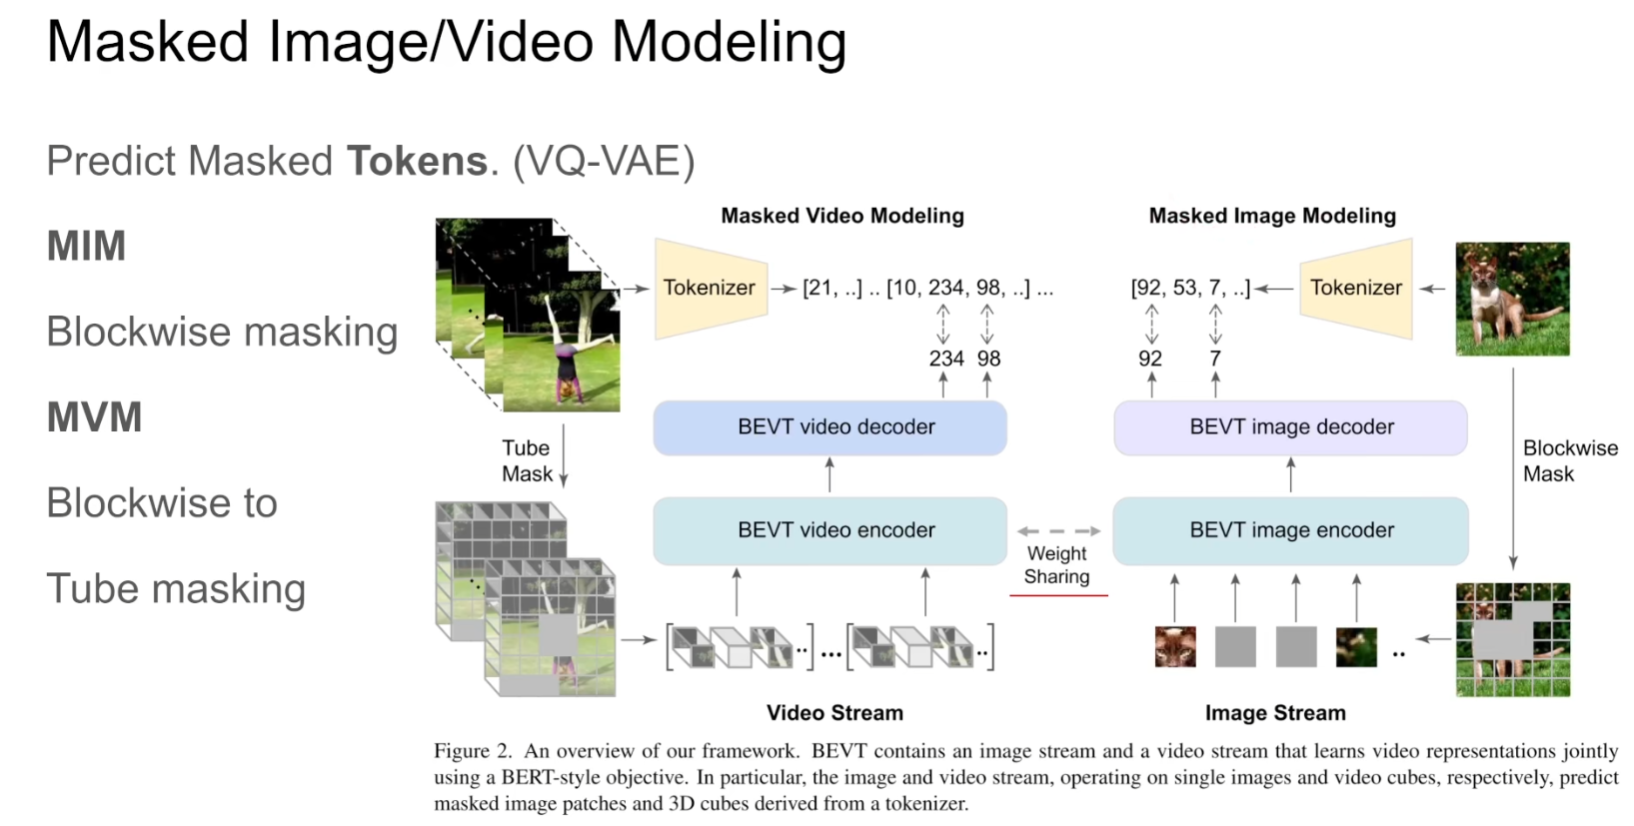 Masked Image/Video Modeling
Predict Masked Tokens. (VQ-VAE)
MIM
Blockwise masking
MVM
Blockwise to
Tube masking
Masked Video Modeling
Tokenizer
[21, ..] .. [10, 234, 98, ..] ...
234 98
BEVT video decoder
Tube
Mask
BEVT video encoder
Weight
Sharing
[ .. ] ... [ .. ]
Video Stream
Masked Image Modeling
[92, 53, 7, ..]
Tokenizer
92 7
BEVT image decoder
Blockwise
Mask
BEVT image encoder
..
Image Stream
Figure 2. An overview of our framework. BEVT contains an image stream and a video stream that learns video representations jointly
using a BERT-style objective. In particular, the image and video stream, operating on single images and video cubes, respectively, predict
masked image patches and 3D cubes derived from a tokenizer.